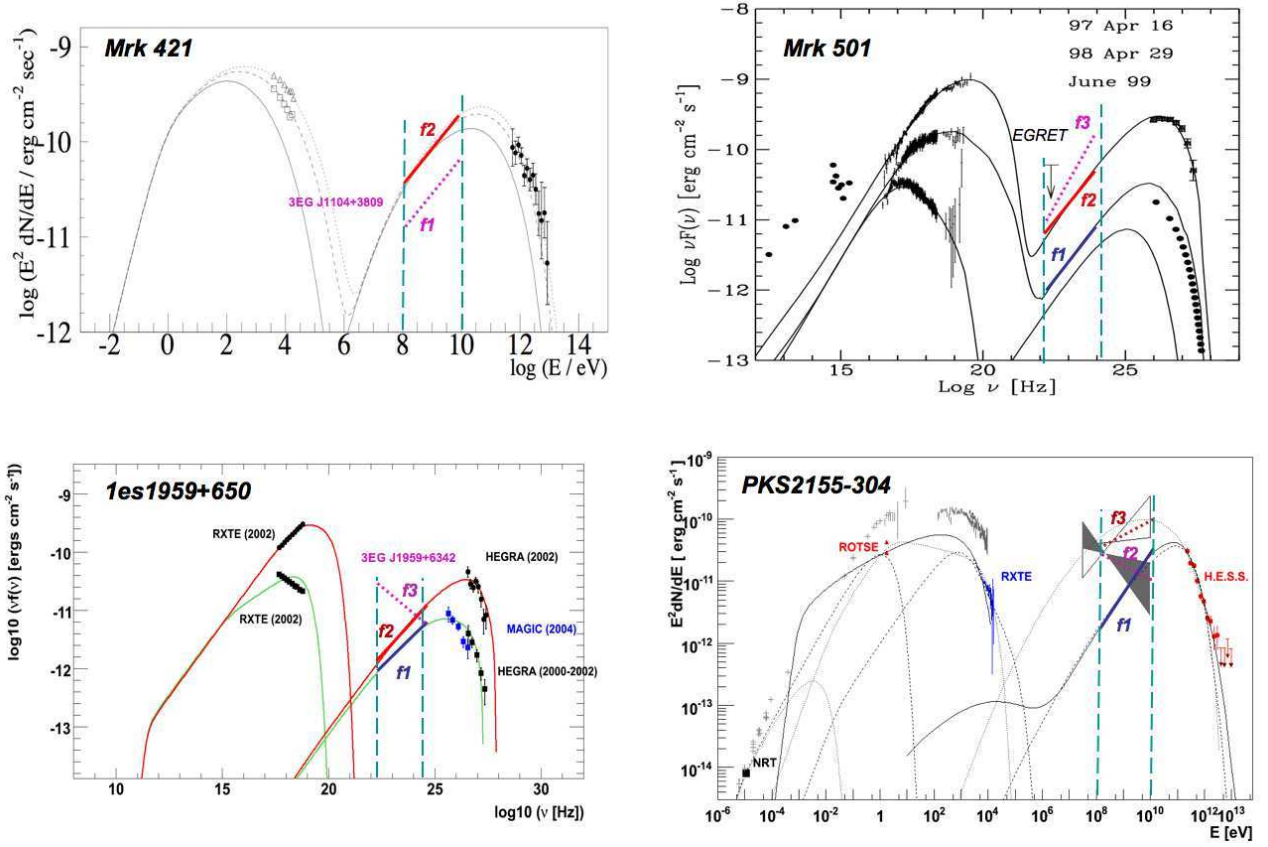 Mrk 421
log (E² dN/dE / erg cm⁻² sec⁻¹)
-9
-10
-11
-12
f2
f1
3EG J1104+3809
-2 0 2 4 6 8 10 12 14
log (E / eV)
Mrk 501
97 Apr 16
98 Apr 29
June 99
Log νF(ν) [erg cm⁻² s⁻¹]
−8
−9
−10
−11
−12
−13
EGRET
f3
f2
f1
15 20 25
Log ν [Hz]
1es1959+650
log10 (νf(ν) [ergs cm⁻² s⁻¹])
-9
-10
-11
-12
-13
RXTE (2002)
RXTE (2002)
3EG J1959+6342
HEGRA (2002)
f3
f2
f1
MAGIC (2004)
HEGRA (2000-2002)
10 15 20 25 30
log10 (ν [Hz])
PKS2155-304
E²dN/dE [ erg cm⁻² s⁻¹]
10⁻¹⁰
10⁻¹¹
10⁻¹²
10⁻¹³
10⁻¹⁴
ROTSE
RXTE
f3
f2
f1
H.E.S.S.
NRT
10⁻⁶ 10⁻⁴ 10⁻² 1 10² 10⁴ 10⁶ 10⁸ 10¹⁰ 10¹² 10¹³
E [eV]